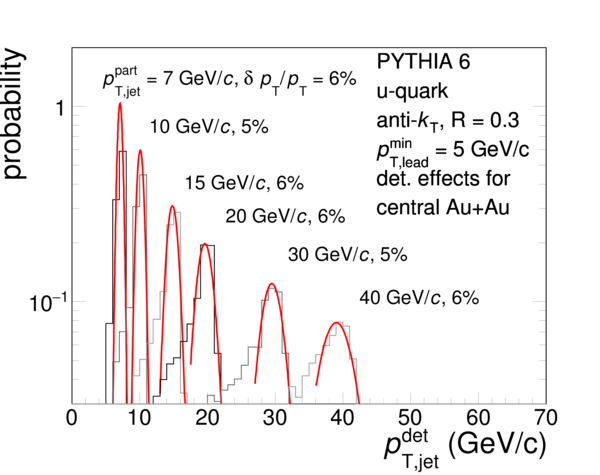 p_T,jet^part = 7 GeV/c, δ p_T/p_T = 6%
10 GeV/c, 5%
15 GeV/c, 6%
20 GeV/c, 6%
30 GeV/c, 5%
40 GeV/c, 6%
PYTHIA 6
u-quark
anti-k_T, R = 0.3
p_T,lead^min = 5 GeV/c
det. effects for
central Au+Au
probability
1
10^−1
0 10 20 30 40 50 60 70
p_T,jet^det (GeV/c)